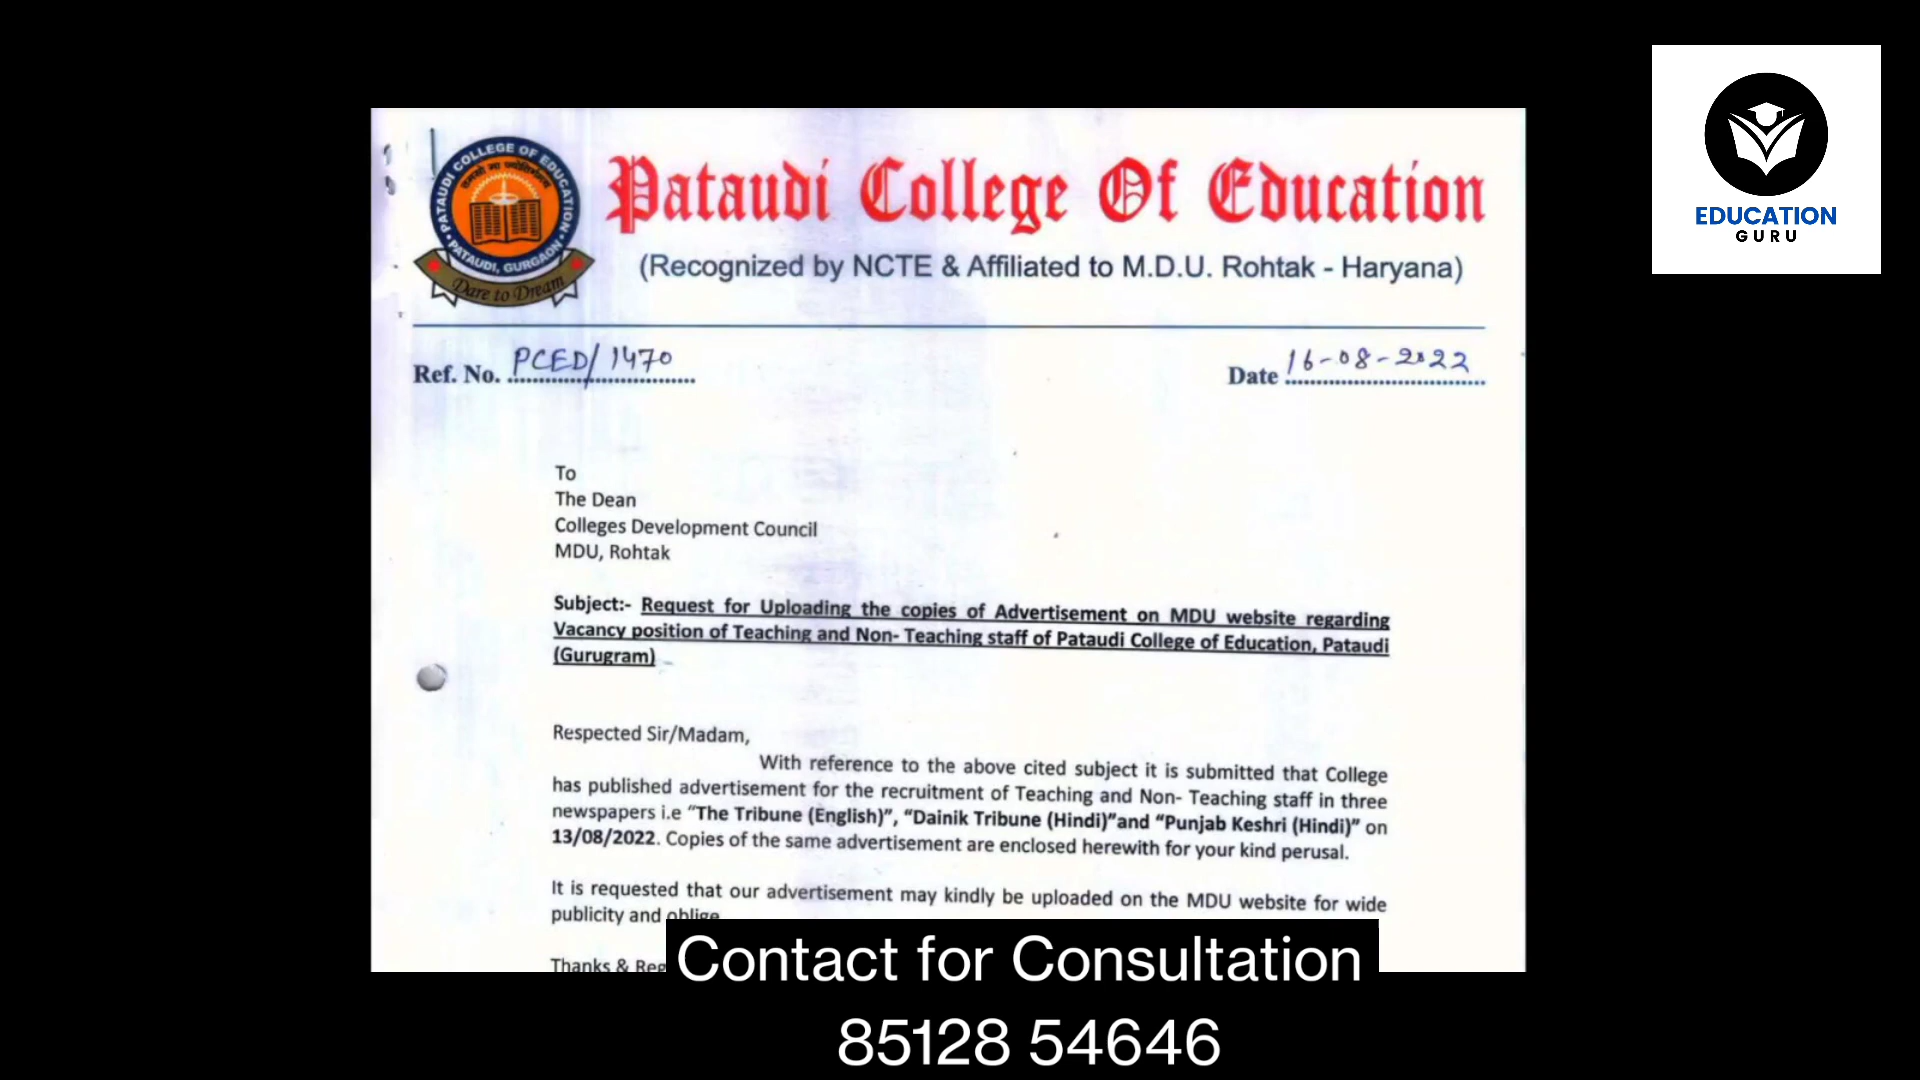 PATAUDI COLLEGE OF EDUCATION
तमसो मा ज्योतिर्गमय
PATAUDI, GURGAON
Dare to Dream
Pataudi College Of Education
(Recognized by NCTE & Affiliated to M.D.U. Rohtak - Haryana)
EDUCATION
GURU
Ref. No. PCED/1470
Date 16-08-2022
To
The Dean
Colleges Development Council
MDU, Rohtak
Subject:- Request for Uploading the copies of Advertisement on MDU website regarding
Vacancy position of Teaching and Non- Teaching staff of Pataudi College of Education, Pataudi
(Gurugram)
Respected Sir/Madam,
With reference to the above cited subject it is submitted that College
has published advertisement for the recruitment of Teaching and Non- Teaching staff in three
newspapers i.e “The Tribune (English)”, “Dainik Tribune (Hindi)”and “Punjab Keshri (Hindi)” on
13/08/2022. Copies of the same advertisement are enclosed herewith for your kind perusal.
It is requested that our advertisement may kindly be uploaded on the MDU website for wide
publicity and oblige
Thanks & Reg
Contact for Consultation
85128 54646